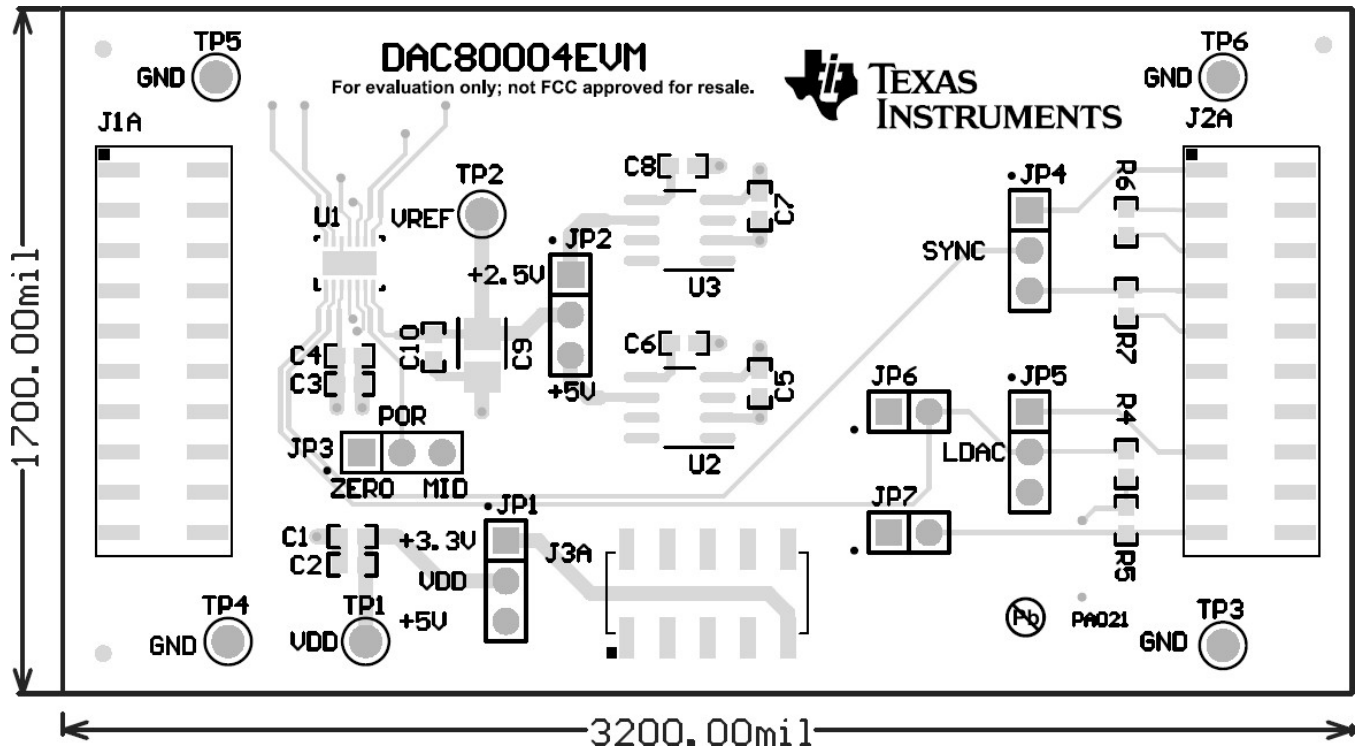 TP5
GND
DAC80004EVM
For evaluation only; not FCC approved for resale.
TEXAS
INSTRUMENTS
TP6
GND
J1A
J2A
U1
TP2
VREF
C8
C7
U3
JP2
+2.5V
+5V
JP4
SYNC
R6
R7
C10
C9
C4
C3
C6
C5
U2
POR
JP3
ZERO
MID
JP6
JP5
LDAC
R4
JP7
R5
C1
C2
JP1
+3.3V
VDD
+5V
J3A
TP4
GND
TP1
VDD
Pb
PA021
TP3
GND
1700.00mil
3200.00mil